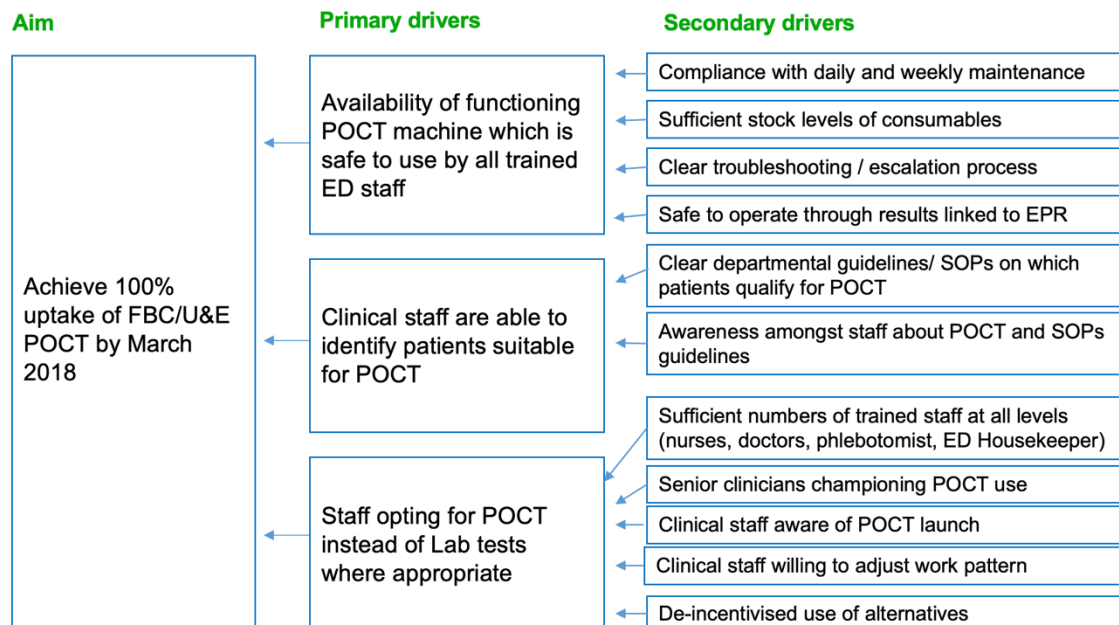 Aim
Primary drivers
Secondary drivers
Achieve 100%
uptake of FBC/U&E
POCT by March
2018
Availability of functioning
POCT machine which is
safe to use by all trained
ED staff
Clinical staff are able to
identify patients suitable
for POCT
Staff opting for POCT
instead of Lab tests
where appropriate
Compliance with daily and weekly maintenance
Sufficient stock levels of consumables
Clear troubleshooting / escalation process
Safe to operate through results linked to EPR
Clear departmental guidelines/ SOPs on which
patients qualify for POCT
Awareness amongst staff about POCT and SOPs
guidelines
Sufficient numbers of trained staff at all levels
(nurses, doctors, phlebotomist, ED Housekeeper)
Senior clinicians championing POCT use
Clinical staff aware of POCT launch
Clinical staff willing to adjust work pattern
De-incentivised use of alternatives